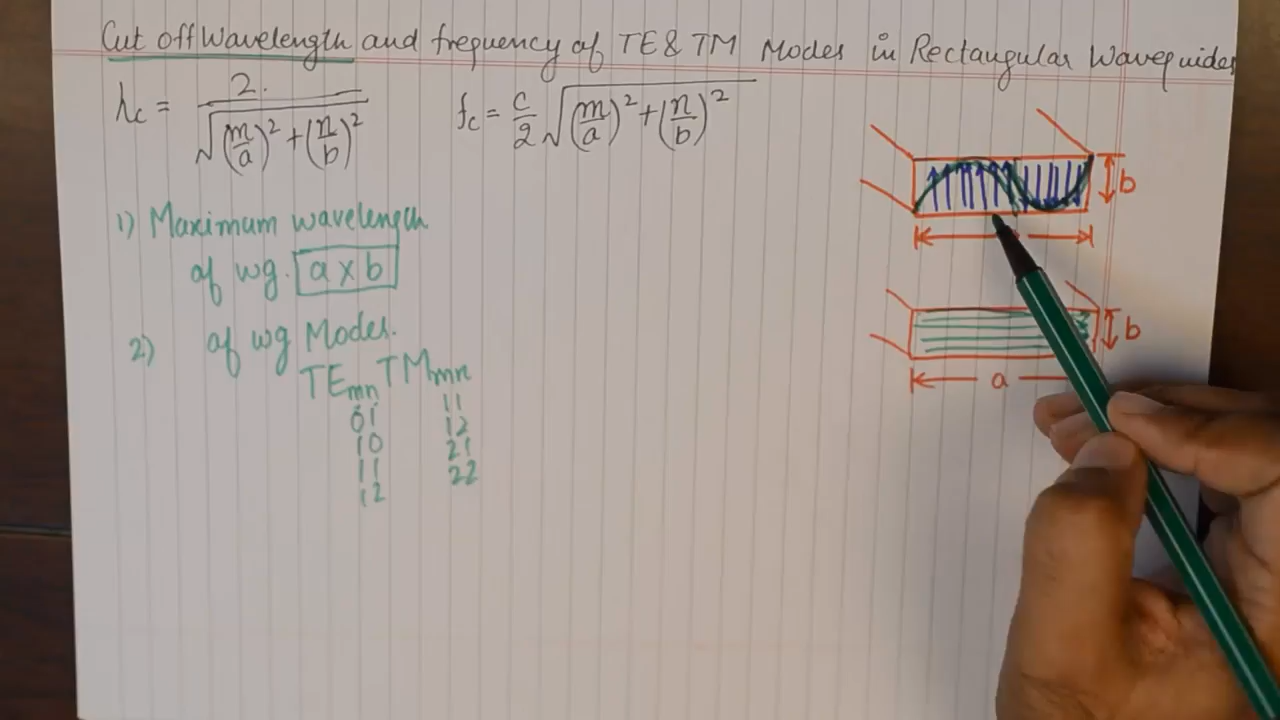 Cut off Wavelength and frequency of TE & TM Modes in Rectangular Waveguides
λc = 2. / √((m/a)² + (n/b)²)
fc = c/2 √((m/a)² + (n/b)²)
1) Maximum wavelength
of wg. a x b
2) of wg Modes.
TEmn TMmn
01 11
10 12
11 21
12 22
b
b
a